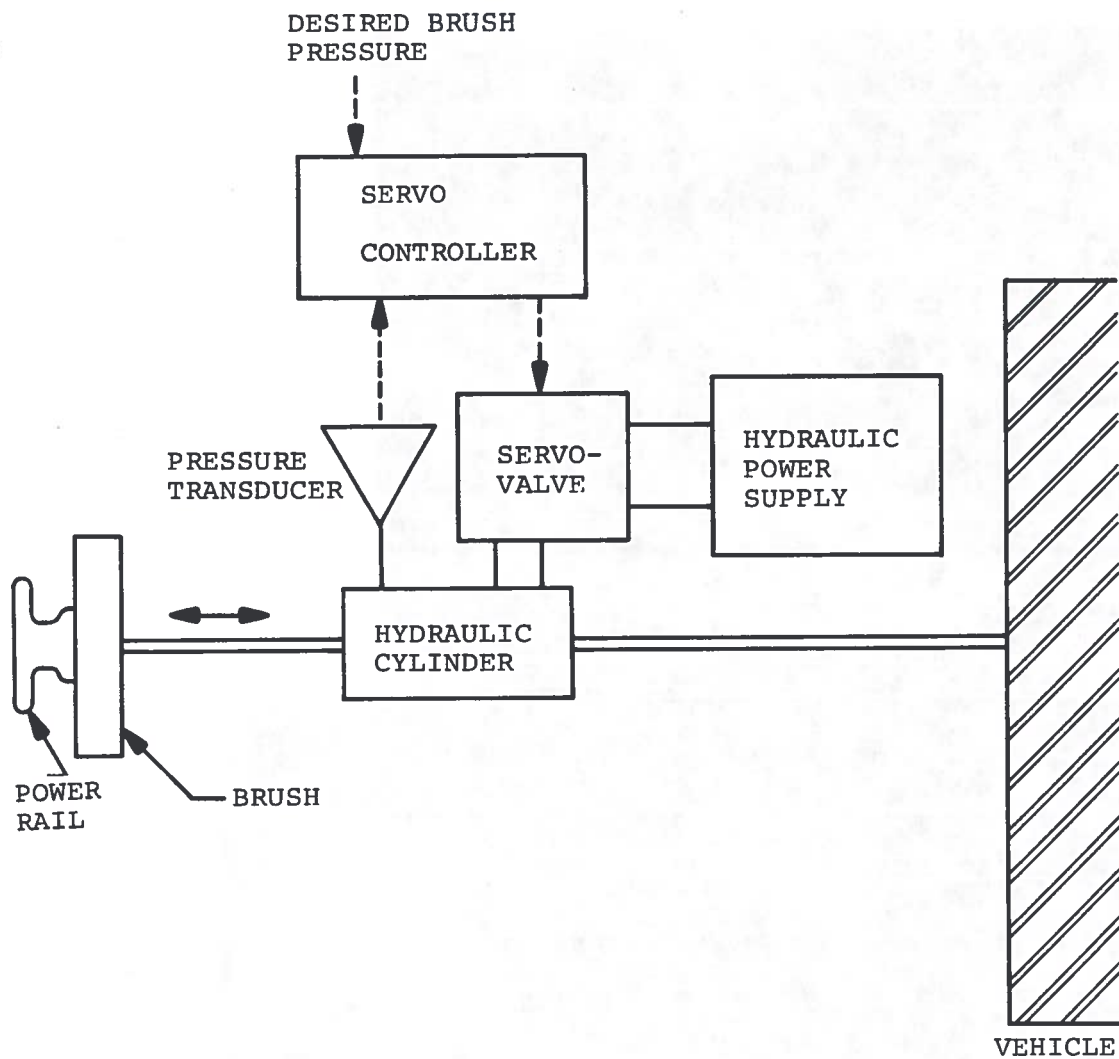 DESIRED BRUSH
PRESSURE
SERVO
CONTROLLER
PRESSURE
TRANSDUCER
SERVO-
VALVE
HYDRAULIC
POWER
SUPPLY
HYDRAULIC
CYLINDER
POWER
RAIL
BRUSH
VEHICLE